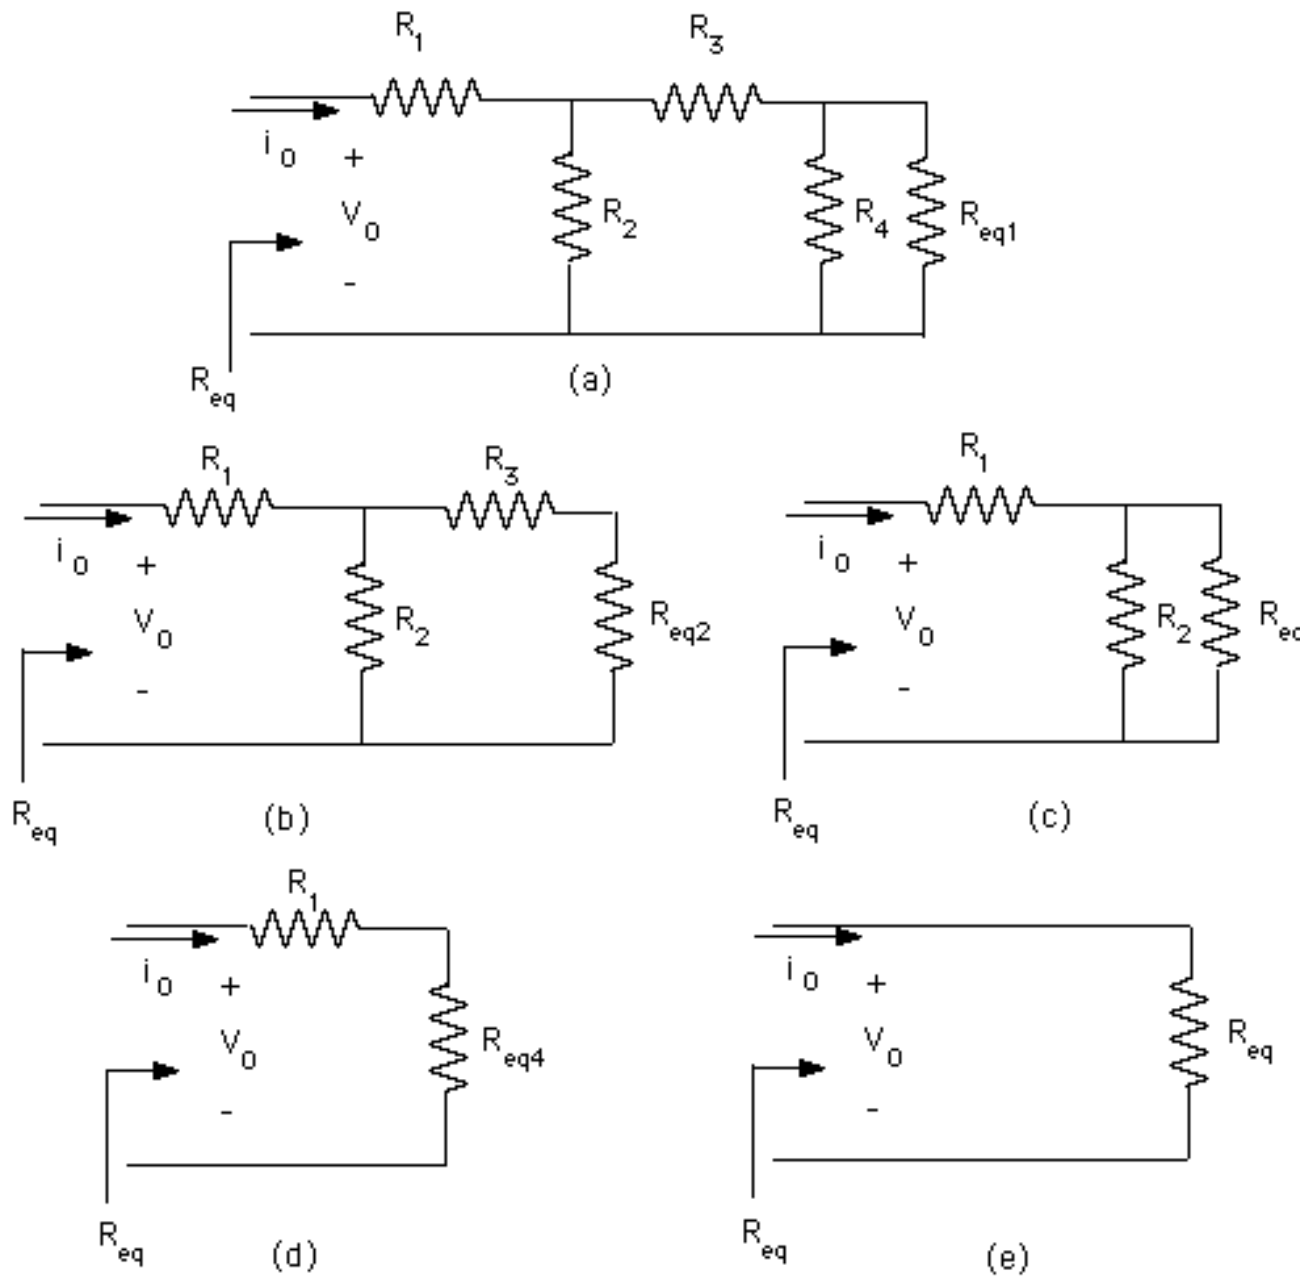 R1 R3
i0 + V0 - R2 R4 Req1
Req
(a)
R1 R3
i0 + V0 - R2 Req2
Req
(b)
R1
i0 + V0 - R2
Req
(c)
R1
i0 + V0 - Req4
Req
(d)
i0 + V0 - Req
Req
(e)